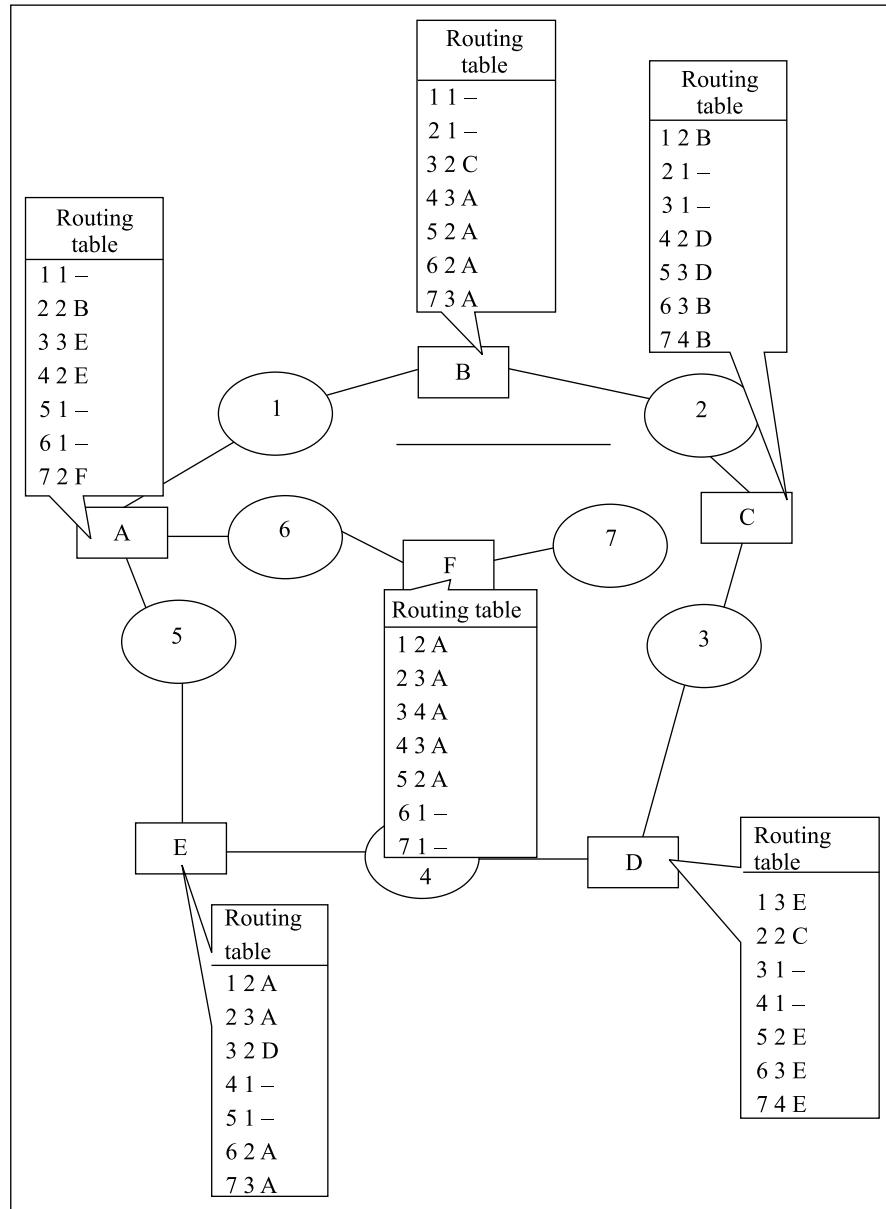 Routing
table
1 1 –
2 1 –
3 2 C
4 3 A
5 2 A
6 2 A
7 3 A
Routing
table
1 2 B
2 1 –
3 1 –
4 2 D
5 3 D
6 3 B
7 4 B
Routing
table
1 1 –
2 2 B
3 3 E
4 2 E
5 1 –
6 1 –
7 2 F
B
1
2
A
6
F
7
C
Routing table
1 2 A
2 3 A
3 4 A
4 3 A
5 2 A
6 1 –
7 1 –
5
3
E
4
D
Routing
table
1 3 E
2 2 C
3 1 –
4 1 –
5 2 E
6 3 E
7 4 E
Routing
table
1 2 A
2 3 A
3 2 D
4 1 –
5 1 –
6 2 A
7 3 A